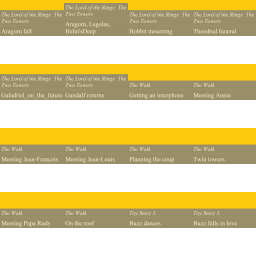 The Lord of the Rings: The
Two Towers
Aragorn fall
The Lord of the Rings: The
Two Towers
Aragorn, Legolas,
Helm'sDeep
The Lord of the Rings: The
Two Towers
Hobbit mourning
The Lord of the Rings: The
Two Towers
Theodred funeral
The Lord of the Rings: The
Two Towers
Galadriel_on_the_future
The Lord of the Rings: The
Two Towers
Gandalf returns
The Walk
Getting an interphone
The Walk
Meeting Annie
The Walk
Meeting Jean-François
The Walk
Meeting Jean-Louis
The Walk
Planning the coup
The Walk
Twin towers
The Walk
Meeting Papa Rudy
The Walk
On the roof
Toy Story 3
Buzz dances
Toy Story 3
Buzz falls in love